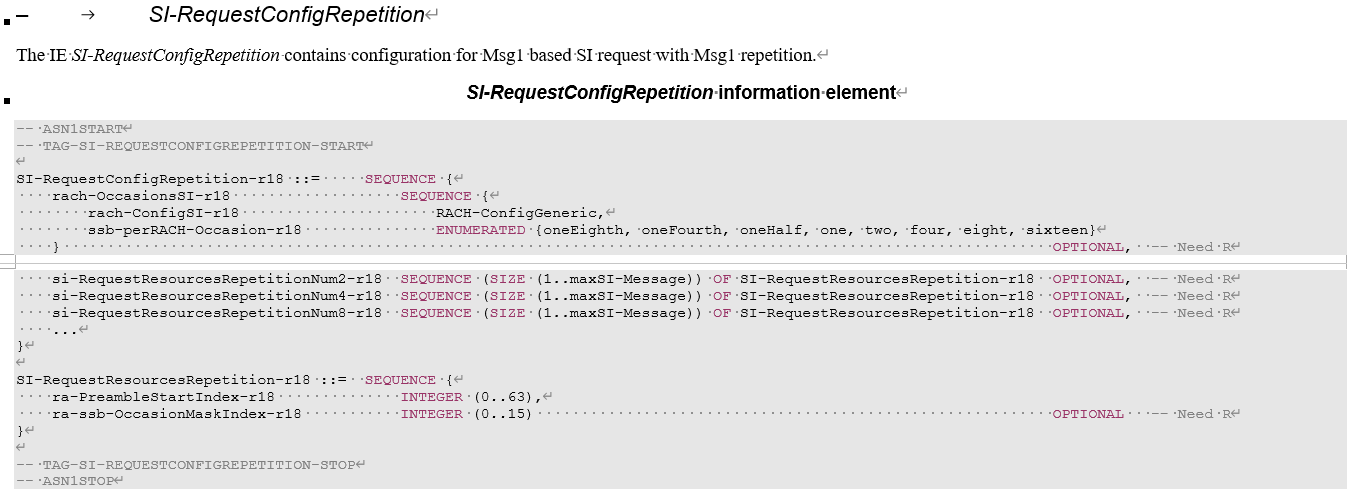 – → SI-RequestConfigRepetition
The IE SI-RequestConfigRepetition contains configuration for Msg1 based SI request with Msg1 repetition.
SI-RequestConfigRepetition information element
-- ASN1START
-- TAG-SI-REQUESTCONFIGREPETITION-START
SI-RequestConfigRepetition-r18 ::=     SEQUENCE {
    rach-OccasionsSI-r18                   SEQUENCE {
        rach-ConfigSI-r18                      RACH-ConfigGeneric,
        ssb-perRACH-Occasion-r18               ENUMERATED {oneEighth, oneFourth, oneHalf, one, two, four, eight, sixteen}
    }                                                                                                               OPTIONAL,  -- Need R
    si-RequestResourcesRepetitionNum2-r18  SEQUENCE (SIZE (1..maxSI-Message)) OF SI-RequestResourcesRepetition-r18  OPTIONAL,  -- Need R
    si-RequestResourcesRepetitionNum4-r18  SEQUENCE (SIZE (1..maxSI-Message)) OF SI-RequestResourcesRepetition-r18  OPTIONAL,  -- Need R
    si-RequestResourcesRepetitionNum8-r18  SEQUENCE (SIZE (1..maxSI-Message)) OF SI-RequestResourcesRepetition-r18  OPTIONAL,  -- Need R
    ...
}
SI-RequestResourcesRepetition-r18 ::=  SEQUENCE {
    ra-PreambleStartIndex-r18              INTEGER (0..63),
    ra-ssb-OccasionMaskIndex-r18           INTEGER (0..15)                                                          OPTIONAL   -- Need R
}
-- TAG-SI-REQUESTCONFIGREPETITION-STOP
-- ASN1STOP